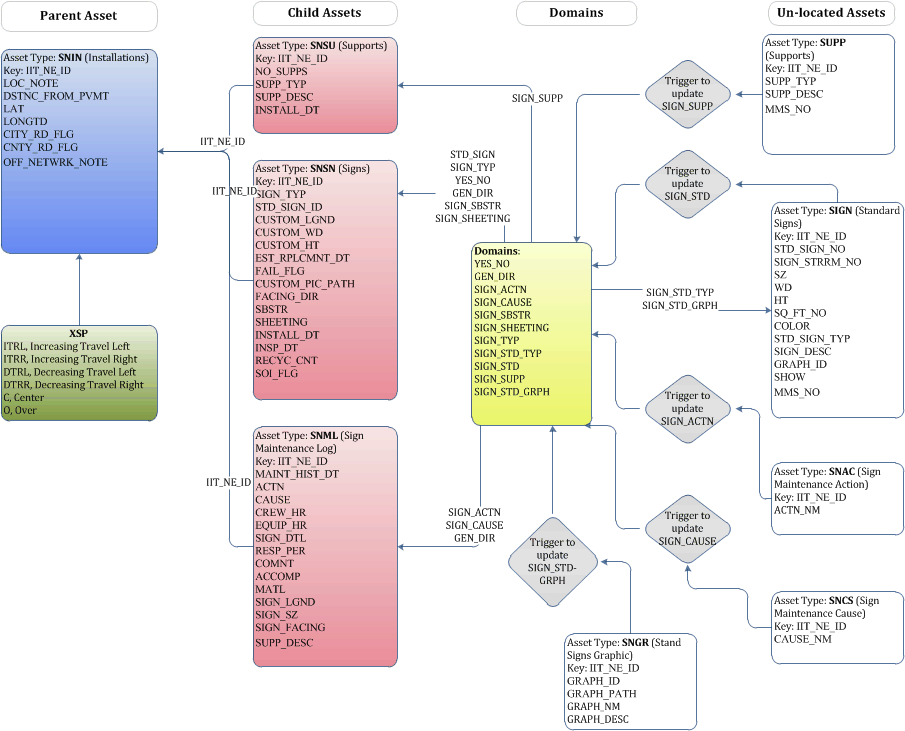 Parent Asset
Child Assets
Domains
Un-located Assets
Asset Type: SNIN (Installations)
Key: IIT_NE_ID
LOC_NOTE
DSTNC_FROM_PVMT
LAT
LONGTD
CITY_RD_FLG
CNTY_RD_FLG
OFF_NETWRK_NOTE
XSP
ITRL, Increasing Travel Left
ITRR, Increasing Travel Right
DTRL, Decreasing Travel Left
DTRR, Decreasing Travel Right
C, Center
O, Over
IIT_NE_ID
IIT_NE_ID
IIT_NE_ID
Asset Type: SNSU (Supports)
Key: IIT_NE_ID
NO_SUPPS
SUPP_TYP
SUPP_DESC
INSTALL_DT
Asset Type: SNSN (Signs)
Key: IIT_NE_ID
SIGN_TYP
STD_SIGN_ID
CUSTOM_LGND
CUSTOM_WD
CUSTOM_HT
EST_RPLCMNT_DT
FAIL_FLG
CUSTOM_PIC_PATH
FACING_DIR
SBSTR
SHEETING
INSTALL_DT
INSP_DT
RECYC_CNT
SOI_FLG
Asset Type: SNML (Sign
Maintenance Log)
Key: IIT_NE_ID
MAINT_HIST_DT
ACTN
CAUSE
CREW_HR
EQUIP_HR
SIGN_DTL
RESP_PER
COMNT
ACCOMP
MATL
SIGN_LGND
SIGN_SZ
SIGN_FACING
SUPP_DESC
SIGN_SUPP
STD_SIGN
SIGN_TYP
YES_NO
GEN_DIR
SIGN_SBSTR
SIGN_SHEETING
Domains:
YES_NO
GEN_DIR
SIGN_ACTN
SIGN_CAUSE
SIGN_SBSTR
SIGN_SHEETING
SIGN_TYP
SIGN_STD_TYP
SIGN_STD
SIGN_SUPP
SIGN_STD_GRPH
SIGN_ACTN
SIGN_CAUSE
GEN_DIR
Trigger to
update
SIGN_SUPP
Trigger to
update
SIGN_STD
SIGN_STD_TYP
SIGN_STD_GRPH
Trigger to
update
SIGN_ACTN
Trigger to
update
SIGN_CAUSE
Trigger to
update
SIGN_STD-
GRPH
Asset Type: SUPP
(Supports)
Key: IIT_NE_ID
SUPP_TYP
SUPP_DESC
MMS_NO
Asset Type: SIGN (Standard
Signs)
Key: IIT_NE_ID
STD_SIGN_NO
SIGN_STRRM_NO
SZ
WD
HT
SQ_FT_NO
COLOR
STD_SIGN_TYP
SIGN_DESC
GRAPH_ID
SHOW
MMS_NO
Asset Type: SNAC (Sign
Maintenance Action)
Key: IIT_NE_ID
ACTN_NM
Asset Type: SNCS (Sign
Maintenance Cause)
Key: IIT_NE_ID
CAUSE_NM
Asset Type: SNGR (Stand
Signs Graphic)
Key: IIT_NE_ID
GRAPH_ID
GRAPH_PATH
GRAPH_NM
GRAPH_DESC